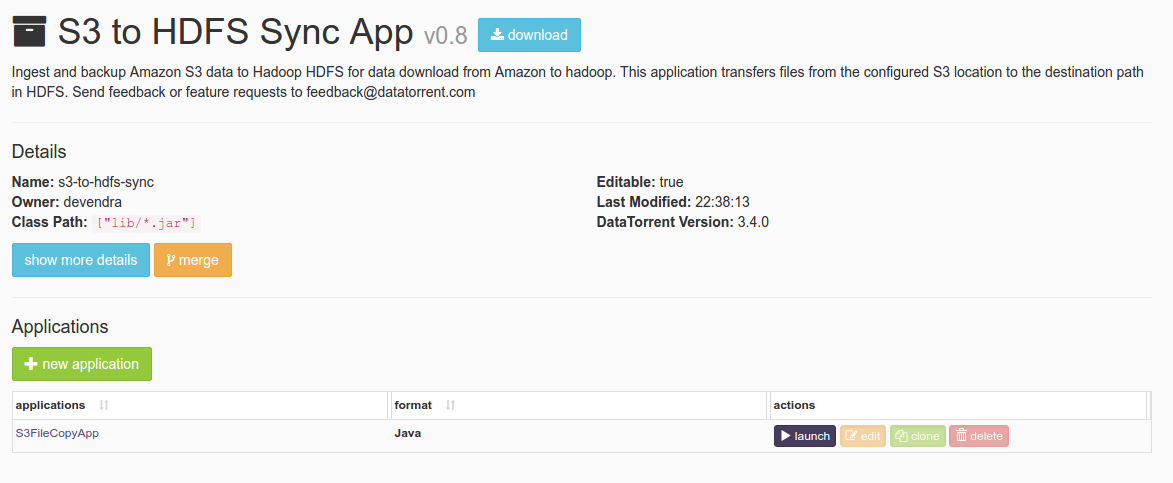 S3 to HDFS Sync App v0.8 download
Ingest and backup Amazon S3 data to Hadoop HDFS for data download from Amazon to hadoop. This application transfers files from the configured S3 location to the destination path
in HDFS. Send feedback or feature requests to feedback@datatorrent.com
Details
Name: s3-to-hdfs-sync
Owner: devendra
Class Path: ["lib/*.jar"]
Editable: true
Last Modified: 22:38:13
DataTorrent Version: 3.4.0
show more details merge
Applications
new application
applications format actions
S3FileCopyApp Java launch edit clone delete